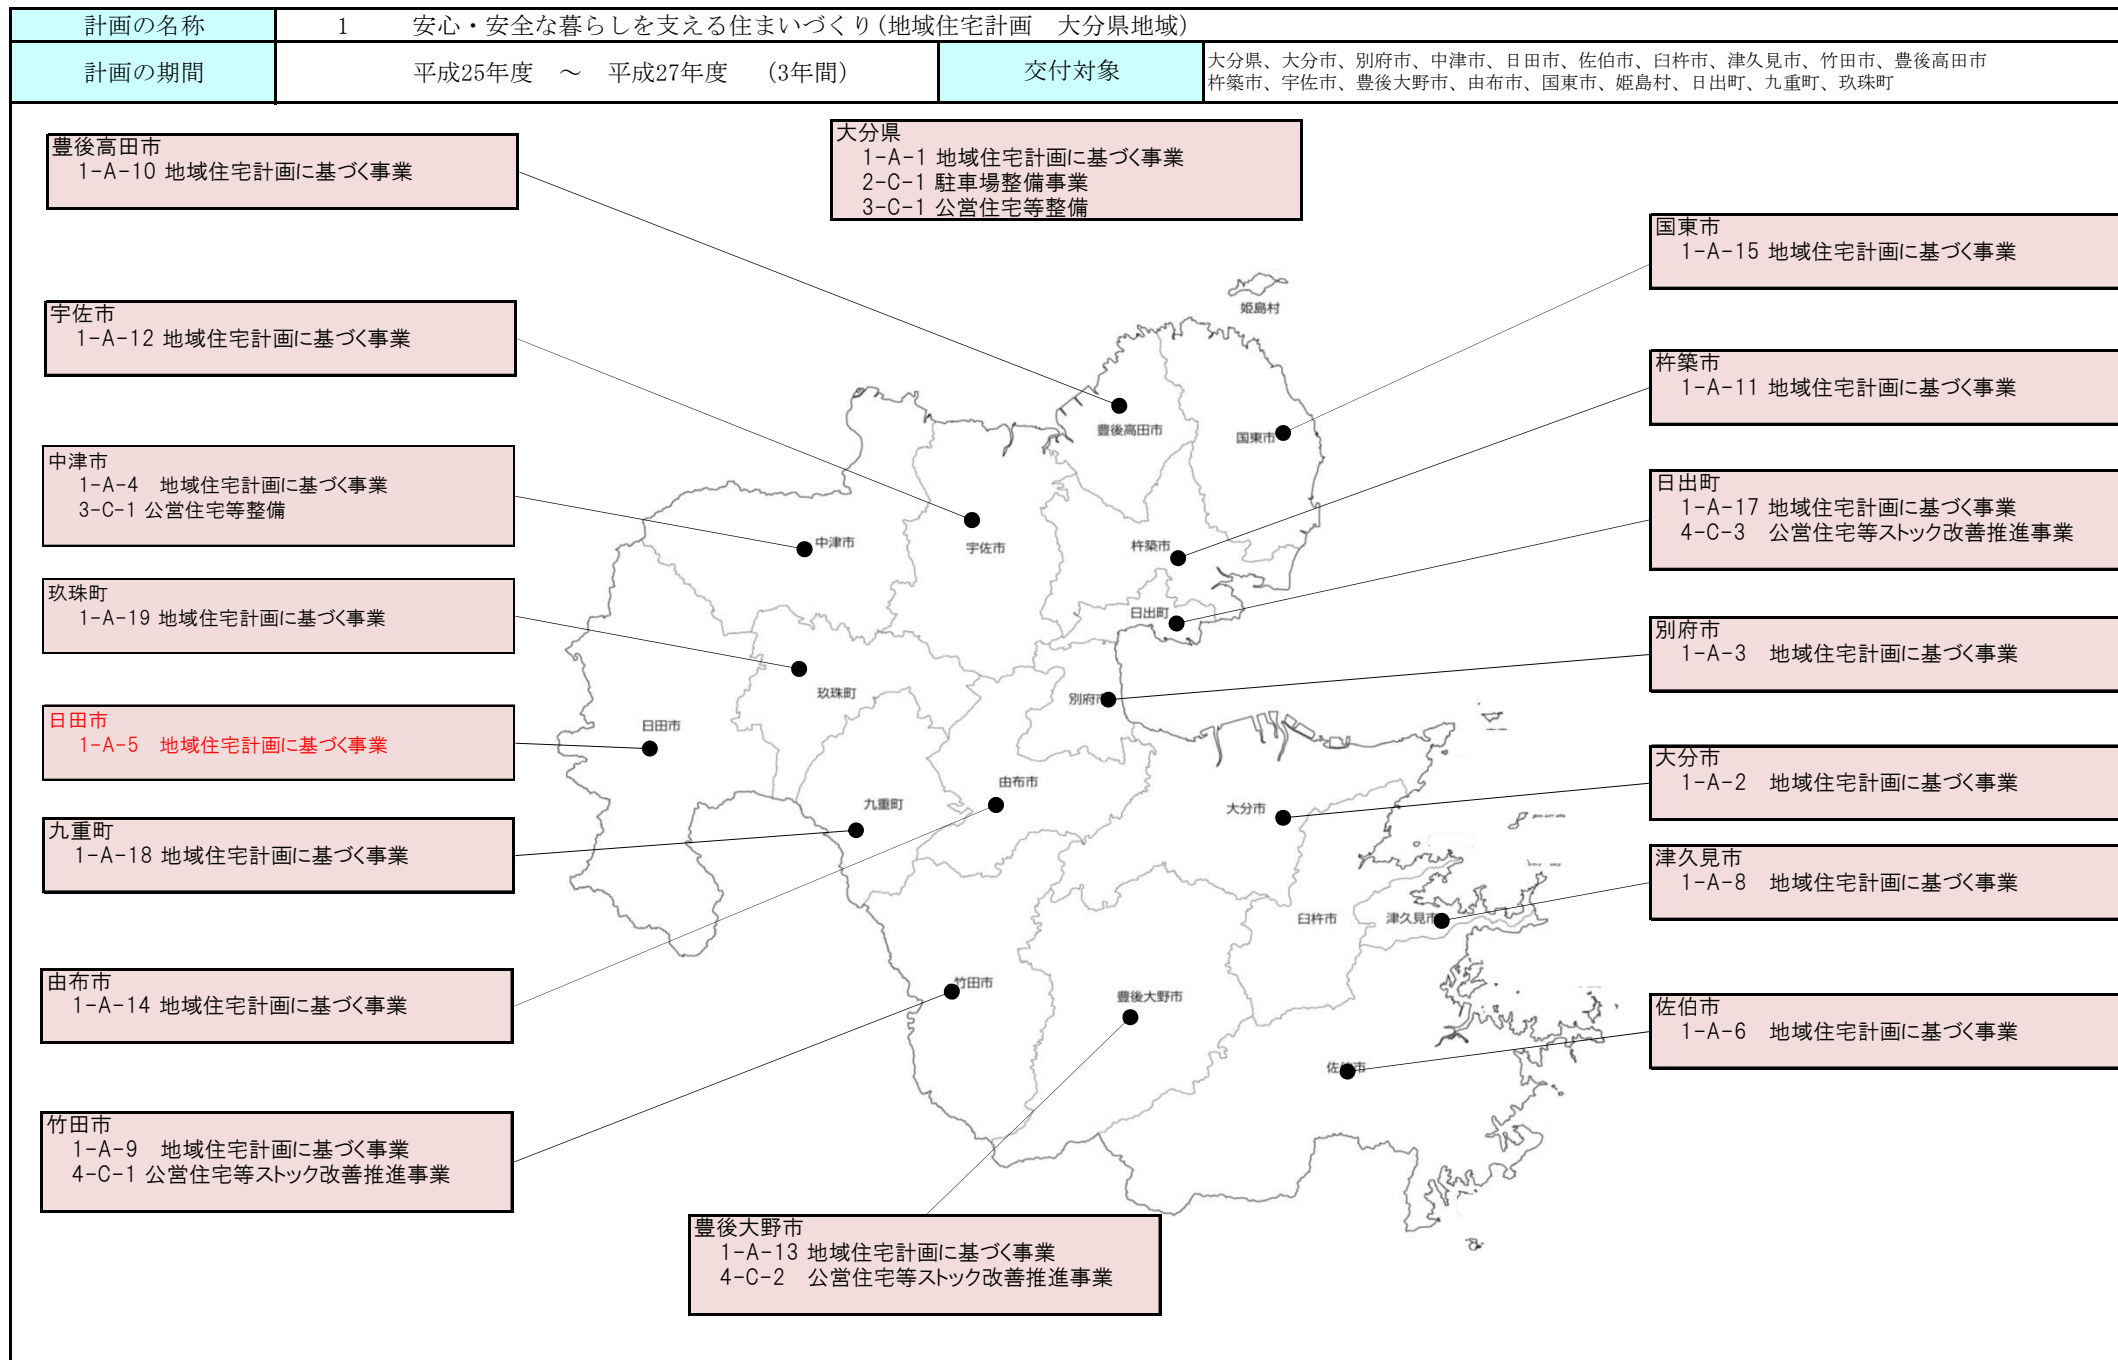 計画の名称 1 安心・安全な暮らしを支える住まいづくり(地域住宅計画 大分県地域)
計画の期間 平成25年度 ～ 平成27年度 (3年間) 交付対象
大分県、大分市、別府市、中津市、日田市、佐伯市、臼杵市、津久見市、竹田市、豊後高田市
杵築市、宇佐市、豊後大野市、由布市、国東市、姫島村、日出町、九重町、玖珠町
豊後高田市
1-A-10 地域住宅計画に基づく事業
大分県
1-A-1 地域住宅計画に基づく事業
2-C-1 駐車場整備事業
3-C-1 公営住宅等整備
国東市
1-A-15 地域住宅計画に基づく事業
宇佐市
1-A-12 地域住宅計画に基づく事業
杵築市
1-A-11 地域住宅計画に基づく事業
中津市
1-A-4 地域住宅計画に基づく事業
3-C-1 公営住宅等整備
日出町
1-A-17 地域住宅計画に基づく事業
4-C-3 公営住宅等ストック改善推進事業
玖珠町
1-A-19 地域住宅計画に基づく事業
別府市
1-A-3 地域住宅計画に基づく事業
日田市
1-A-5 地域住宅計画に基づく事業
大分市
1-A-2 地域住宅計画に基づく事業
九重町
1-A-18 地域住宅計画に基づく事業
津久見市
1-A-8 地域住宅計画に基づく事業
由布市
1-A-14 地域住宅計画に基づく事業
佐伯市
1-A-6 地域住宅計画に基づく事業
竹田市
1-A-9 地域住宅計画に基づく事業
4-C-1 公営住宅等ストック改善推進事業
豊後大野市
1-A-13 地域住宅計画に基づく事業
4-C-2 公営住宅等ストック改善推進事業
姫島村
豊後高田市
国東市
中津市
宇佐市
杵築市
日出町
玖珠町
別府市
日田市
由布市
九重町
大分市
臼杵市
津久見市
竹田市
豊後大野市
佐伯市